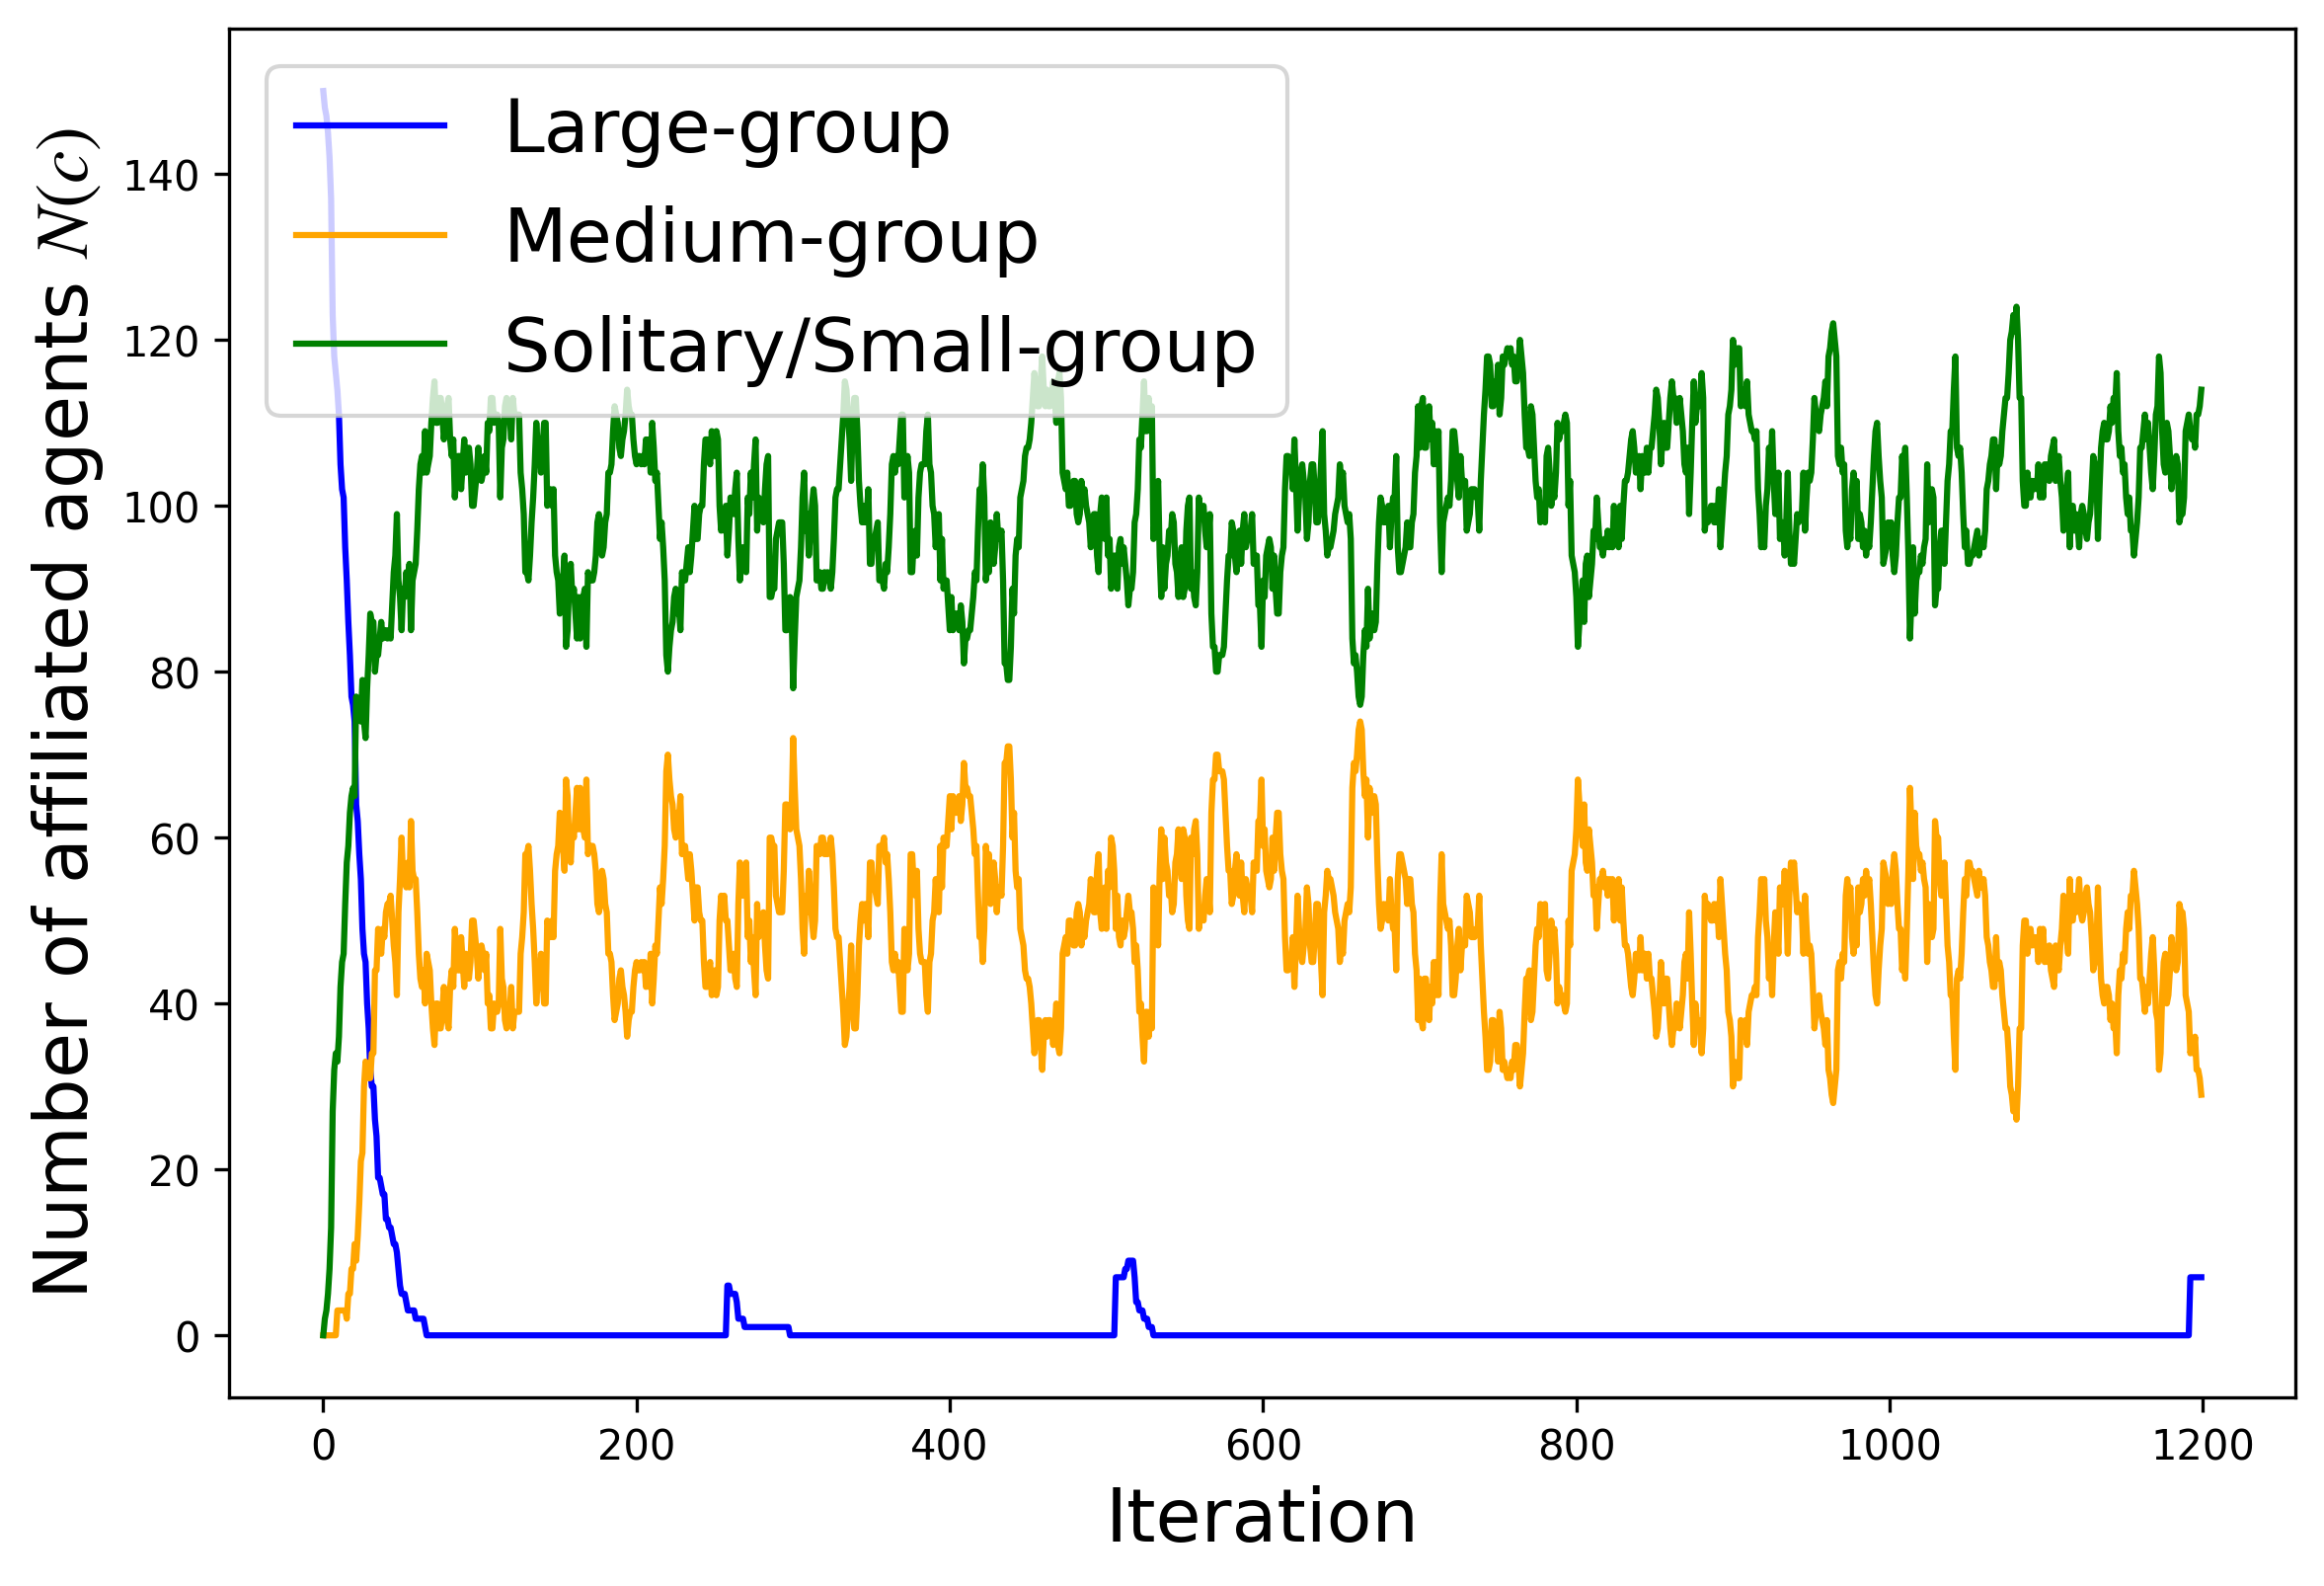 Large-group
Medium-group
Solitary/Small-group
Number of affiliated agents N(c)
140
120
100
80
60
40
20
0
0 200 400 600 800 1000 1200
Iteration